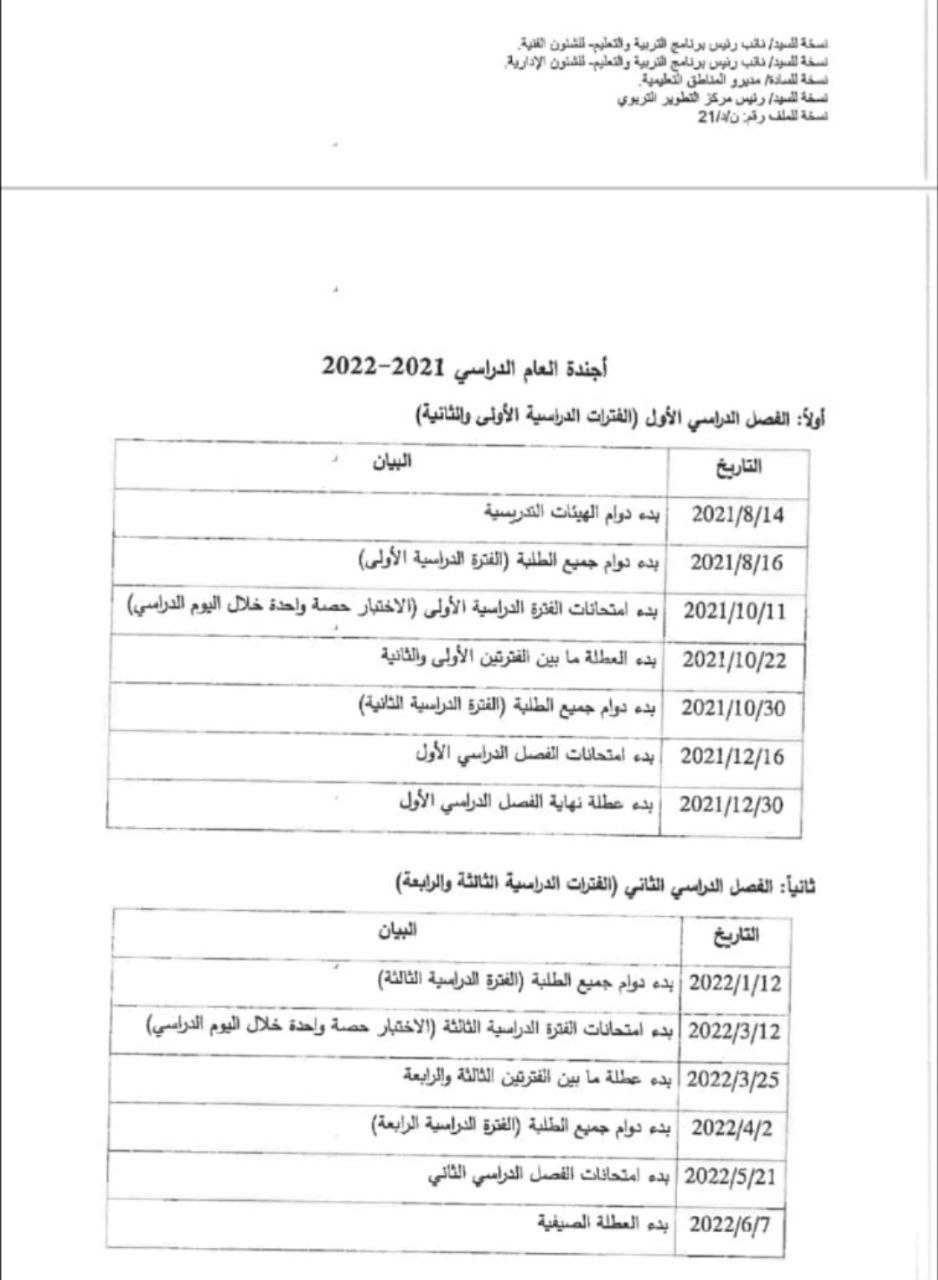 نسخة للسيد/ نائب رئيس برنامج التربية والتعليم- للشئون الفنية.
نسخة للسيد/ نائب رئيس برنامج التربية والتعليم- للشئون الإدارية.
نسخة للسادة/ مديرو المناطق التعليمية.
نسخة للسيد/ رئيس مركز التطوير التربوي
نسخة للملف رقم: ن/د/21
أجندة العام الدراسي 2021-2022
أولاً: الفصل الدراسي الأول (الفترات الدراسية الأولى والثانية)
التاريخ البيان
2021/8/14 بدء دوام الهيئات التدريسية
2021/8/16 بدء دوام جميع الطلبة (الفترة الدراسية الأولى)
2021/10/11 بدء امتحانات الفترة الدراسية الأولى (الاختبار حصة واحدة خلال اليوم الدراسي)
2021/10/22 بدء العطلة ما بين الفترتين الأولى والثانية
2021/10/30 بدء دوام جميع الطلبة (الفترة الدراسية الثانية)
2021/12/16 بدء امتحانات الفصل الدراسي الأول
2021/12/30 بدء عطلة نهاية الفصل الدراسي الأول
ثانياً: الفصل الدراسي الثاني (الفترات الدراسية الثالثة والرابعة)
التاريخ البيان
2022/1/12 بدء دوام جميع الطلبة (الفترة الدراسية الثالثة)
2022/3/12 بدء امتحانات الفترة الدراسية الثالثة (الاختبار حصة واحدة خلال اليوم الدراسي)
2022/3/25 بدء عطلة ما بين الفترتين الثالثة والرابعة
2022/4/2 بدء دوام جميع الطلبة (الفترة الدراسية الرابعة)
2022/5/21 بدء امتحانات الفصل الدراسي الثاني
2022/6/7 بدء العطلة الصيفية